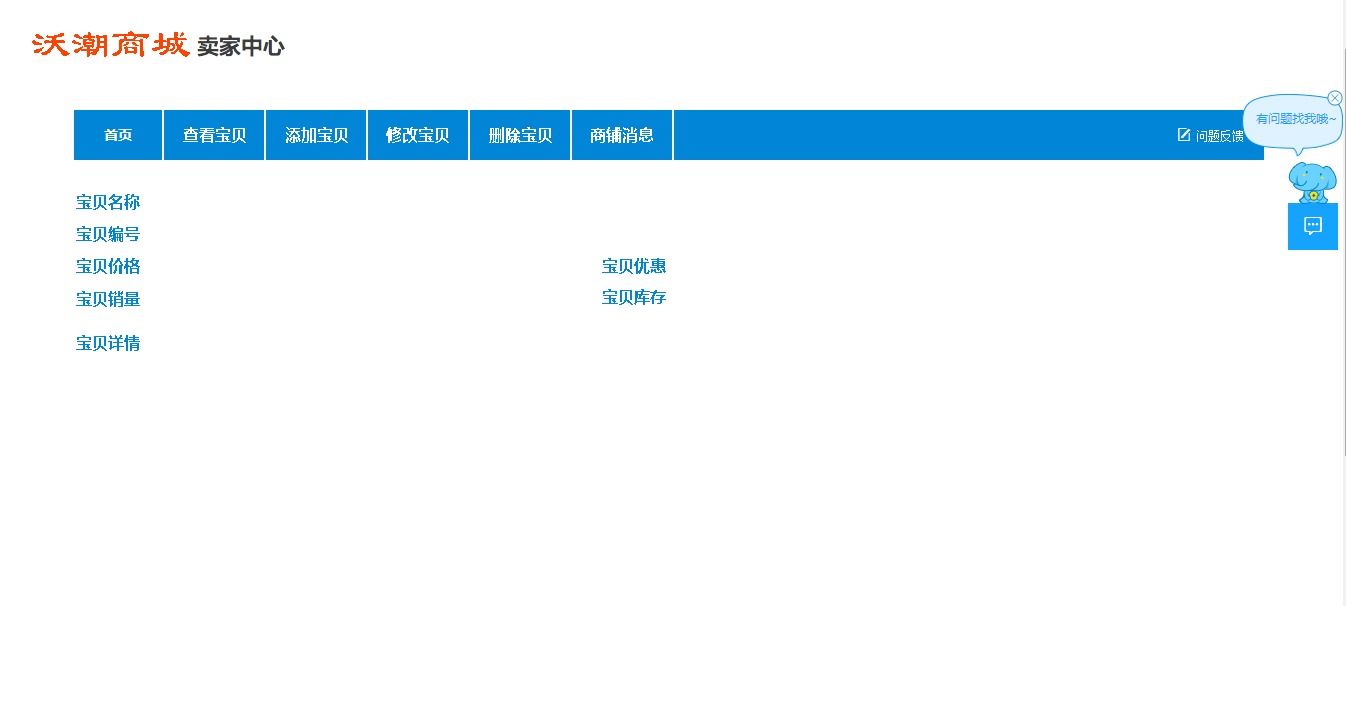 沃潮商城 卖家中心
有问题找我哦~
首页 查看宝贝 添加宝贝 修改宝贝 删除宝贝 商铺消息 问题反馈
宝贝名称
宝贝编号
宝贝价格 宝贝优惠
宝贝销量 宝贝库存
宝贝详情